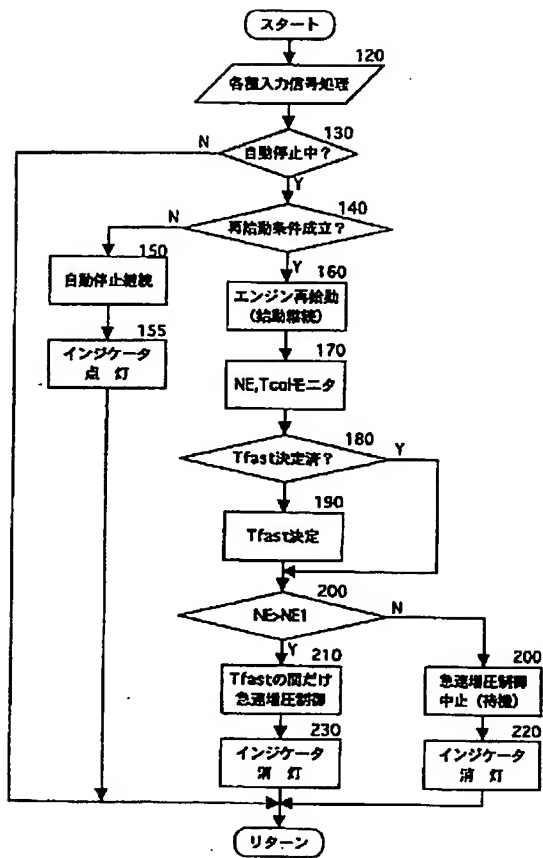 スタート
120
各種入力信号処理
130
N
自動停止中?
Y
140
N
再始動条件成立?
150
Y
160
自動停止継続
エンジン再始動
(始動継続)
155
インジケータ
点 灯
170
NE,Tcolモニタ
180
Tfast決定済?
Y
190
Tfast決定
200
NE>NE1
N
Y
210
200
Tfastの間だけ
急速増圧制御
急速増圧制御
中止(待機)
230
220
インジケータ
消 灯
インジケータ
消 灯
リターン